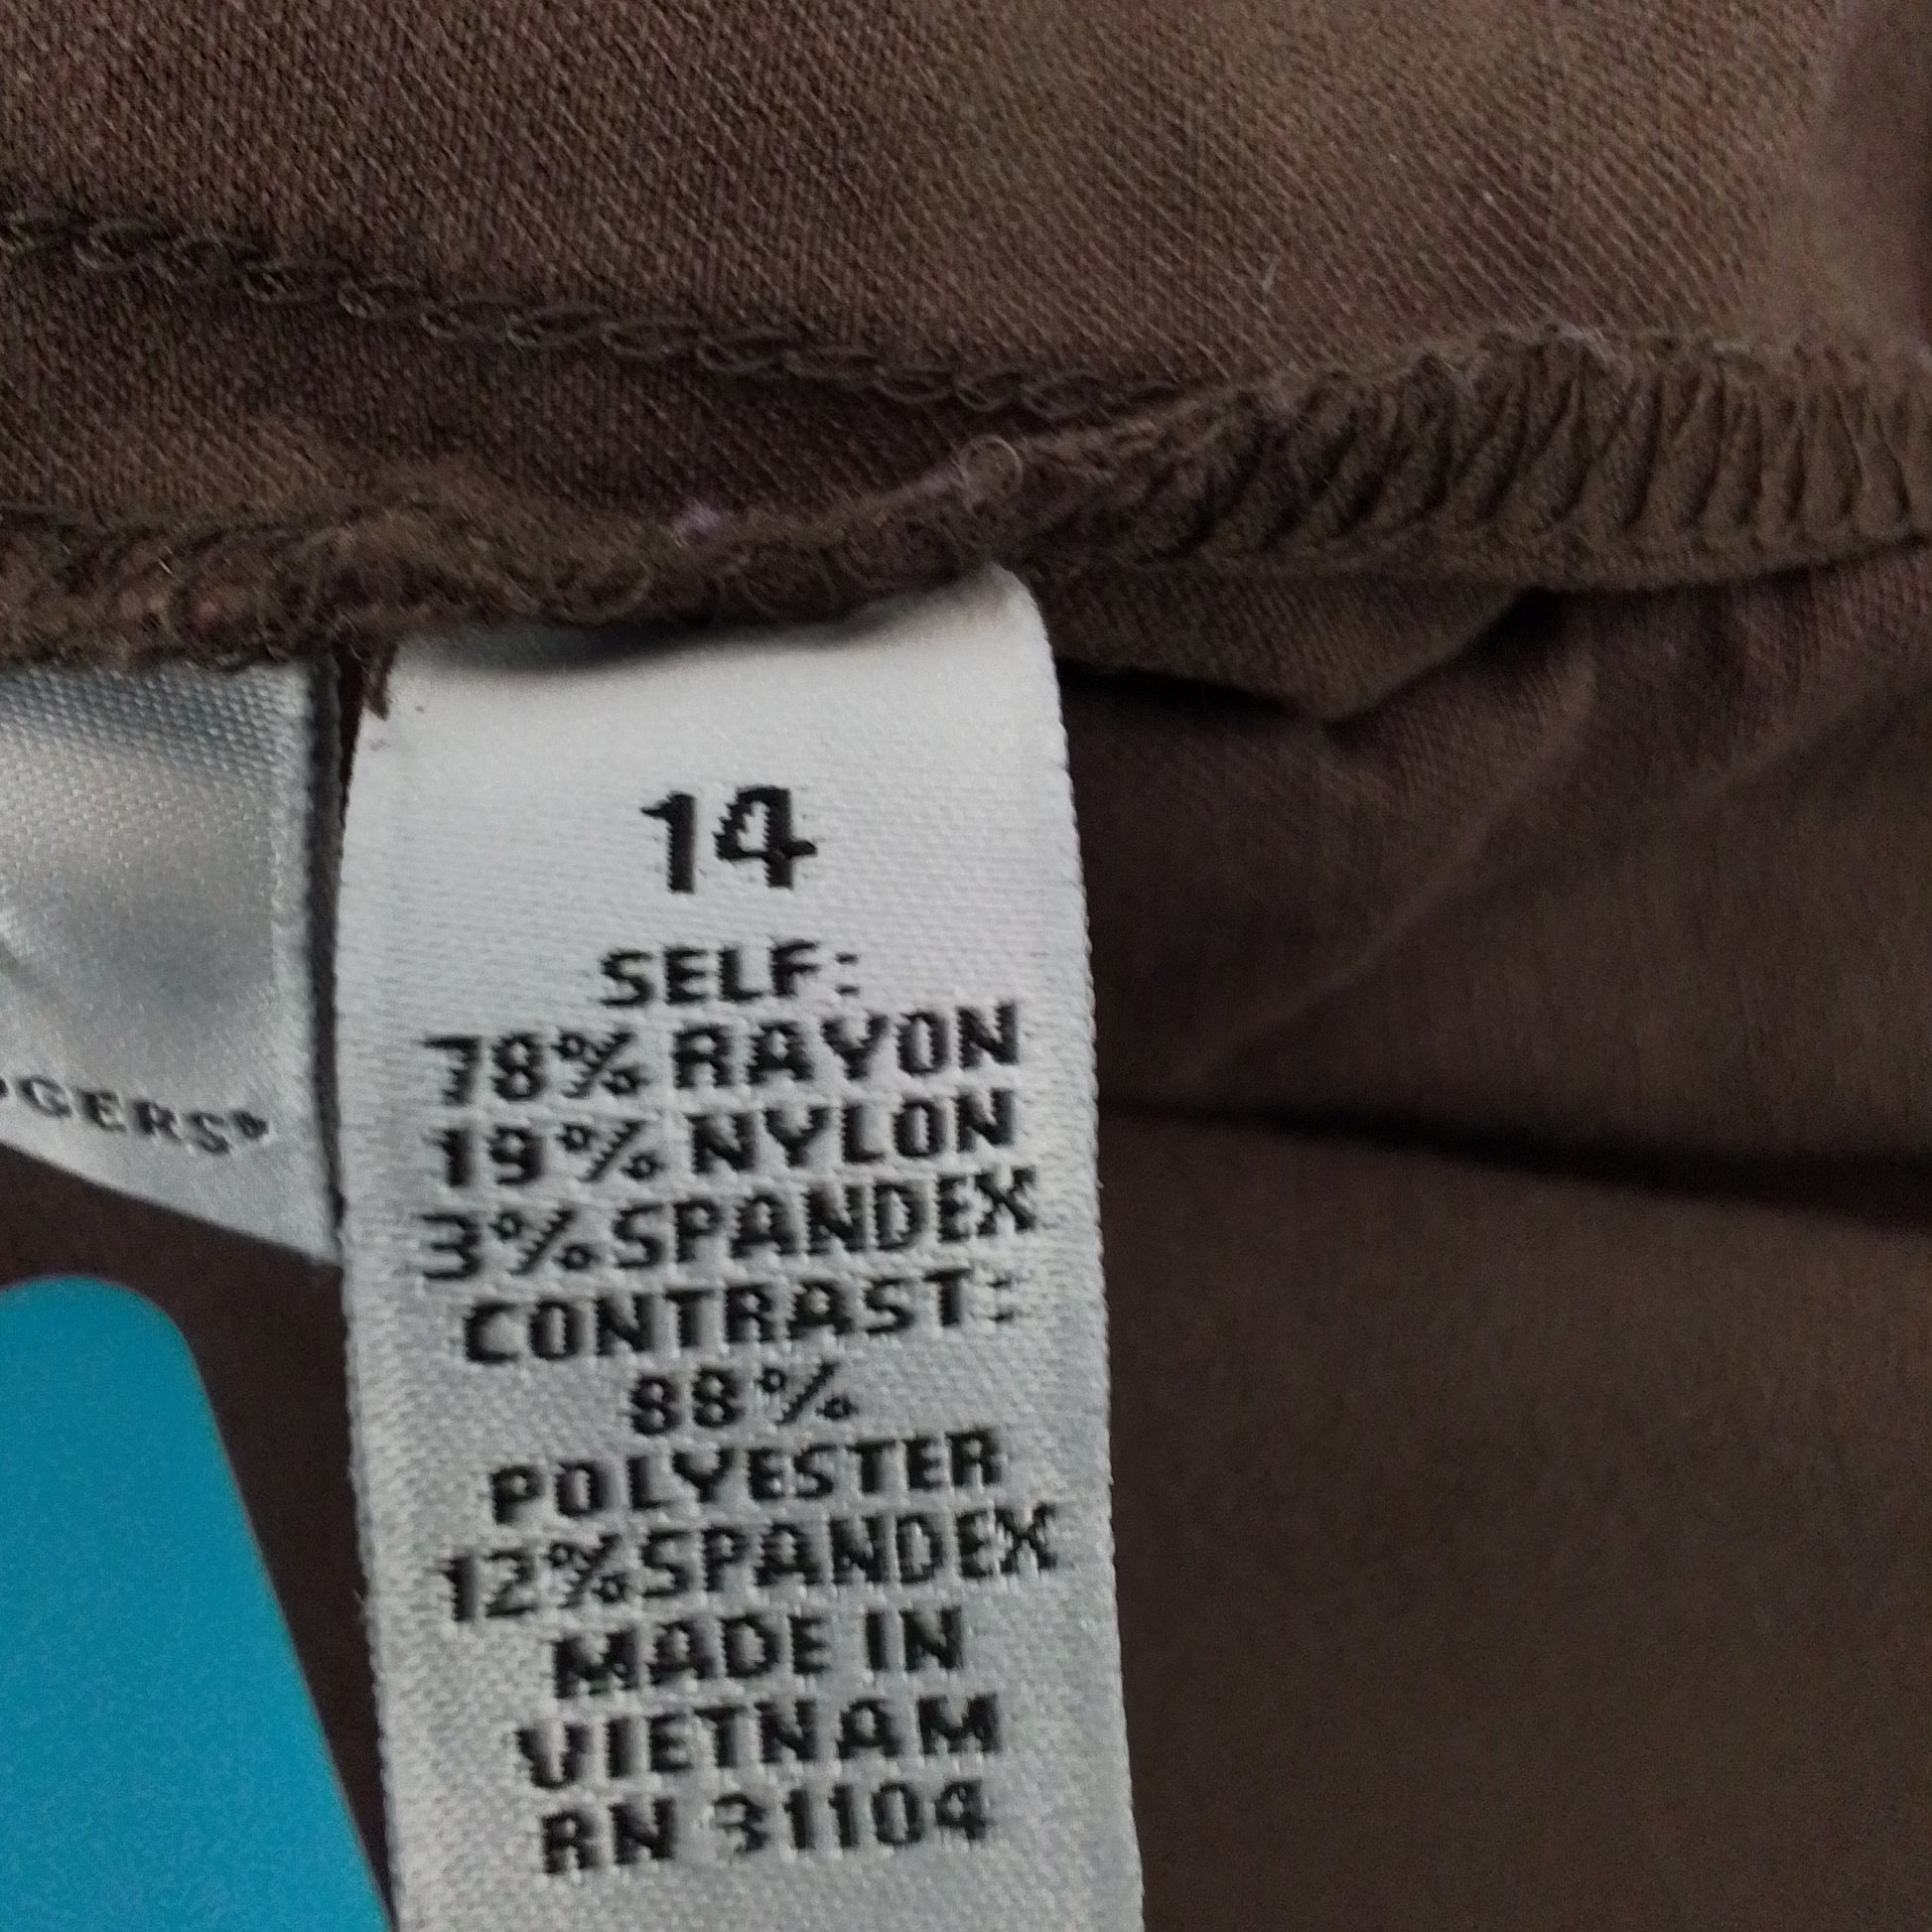 14
SELF:
78% RAYON
19% NYLON
3% SPANDEX
CONTRAST:
88%
POLYESTER
12% SPANDEX
MADE IN
VIETNAM
RN 31104